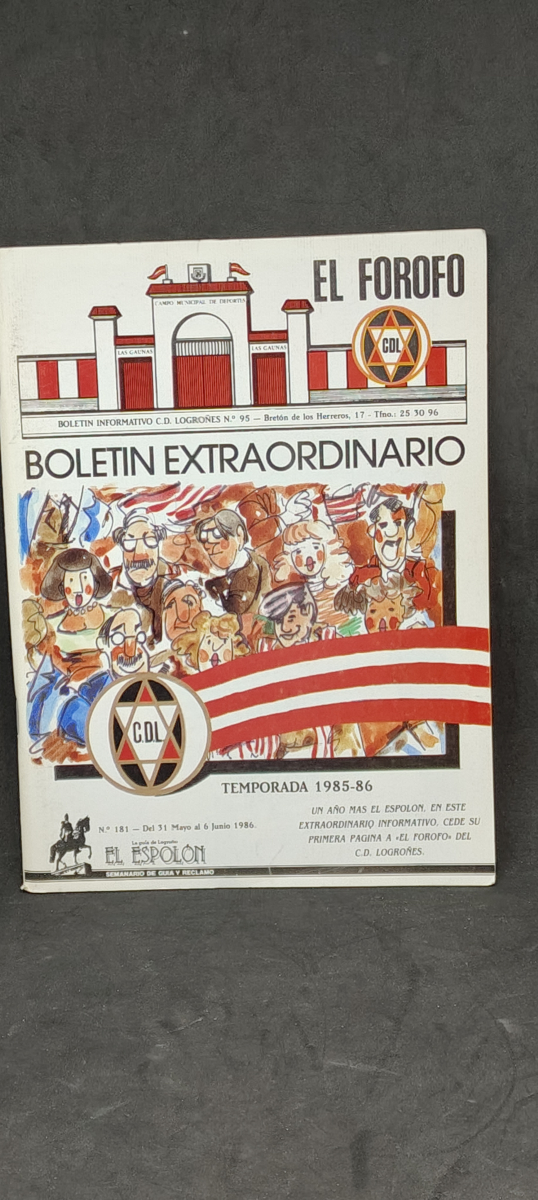 EL FOROFO
CAMPO MUNICIPAL DE DEPORTES
LAS GAUNAS
LAS GAUNAS
CDL
BOLETIN INFORMATIVO C.D. LOGROÑES N.º 95 — Bretón de los Herreros, 17 - Tfno.: 25 30 96
BOLETIN EXTRAORDINARIO
C.D.L.
TEMPORADA 1985-86
UN AÑO MAS EL ESPOLON, EN ESTE
EXTRAORDINARIO INFORMATIVO, CEDE SU
PRIMERA PAGINA A «EL FOROFO» DEL
C.D. LOGROÑES.
N.º 181 — Del 31 Mayo al 6 Junio 1986.
La guía de Logroño
EL ESPOLÓN
SEMANARIO DE GUIA Y RECLAMO